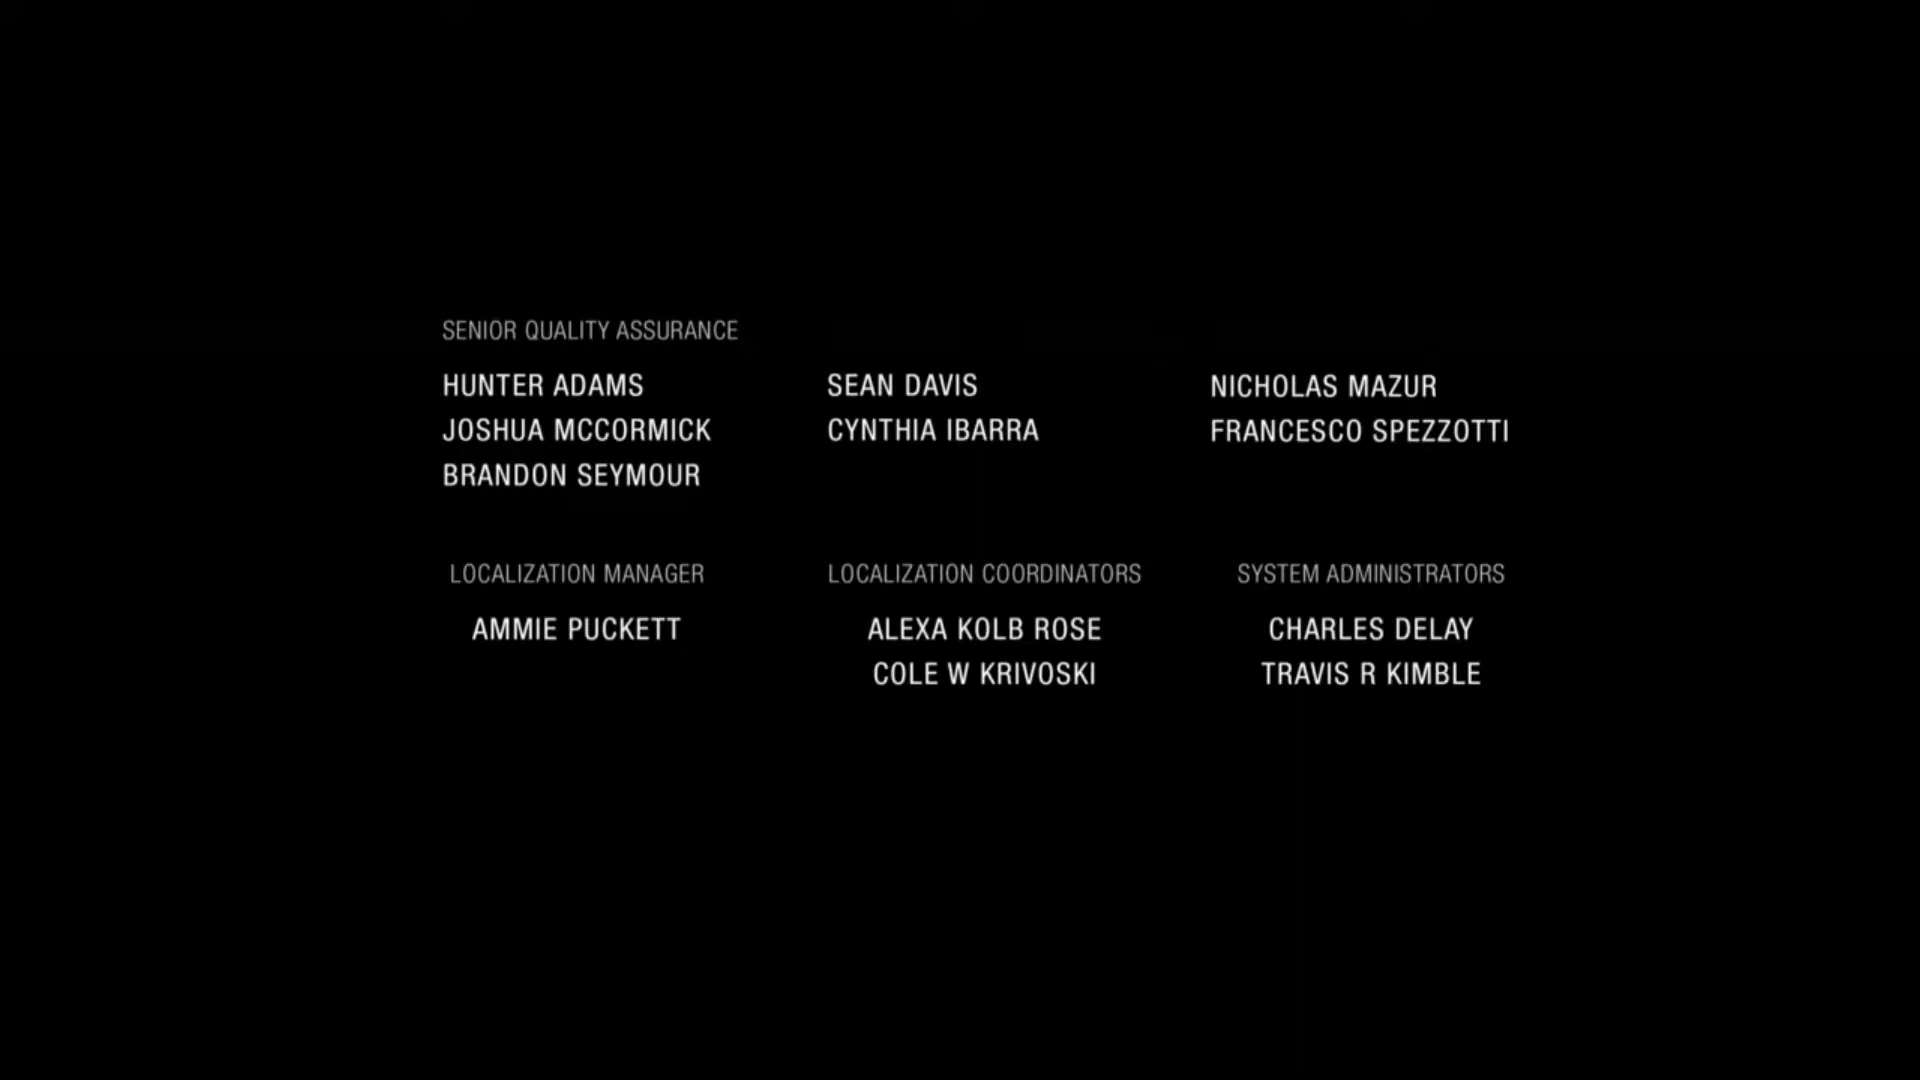 SENIOR QUALITY ASSURANCE
HUNTER ADAMS SEAN DAVIS NICHOLAS MAZUR
JOSHUA MCCORMICK CYNTHIA IBARRA FRANCESCO SPEZZOTTI
BRANDON SEYMOUR
LOCALIZATION MANAGER
AMMIE PUCKETT
LOCALIZATION COORDINATORS
ALEXA KOLB ROSE
COLE W KRIVOSKI
SYSTEM ADMINISTRATORS
CHARLES DELAY
TRAVIS R KIMBLE